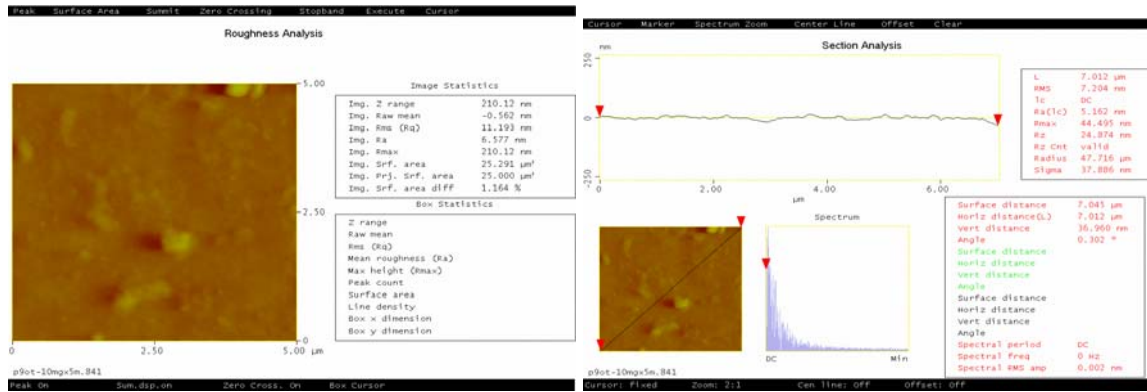 Peak Surface Area Summit Zero Crossing Stopband Execute Cursor
Roughness Analysis
5.00
2.50
0
0 2.50 5.00 µm
p9ot-10mgx5m.841
Image Statistics
Img. Z range 210.12 nm
Img. Raw mean -0.562 nm
Img. Rms (Rq) 11.193 nm
Img. Ra 6.577 nm
Img. Rmax 210.12 nm
Img. Srf. area 25.291 µm²
Img. Prj. Srf. area 25.000 µm²
Img. Srf. area diff 1.164 %
Box Statistics
Z range
Raw mean
Rms (Rq)
Mean roughness (Ra)
Max height (Rmax)
Peak count
Surface area
Line density
Box x dimension
Box y dimension
Peak On Sum.dsp.on Zero Cross. On Box Cursor
Cursor Marker Spectrum Zoom Center Line Offset Clear
Section Analysis
nm
250
0
-250
0 2.00 4.00 6.00
µm
L 7.012 µm
RMS 7.204 nm
lc DC
Ra(lc) 5.162 nm
Rmax 44.495 nm
Rz 24.874 nm
Rz Cnt valid
Radius 47.716 µm
Sigma 37.886 nm
Spectrum
DC Min
Surface distance 7.045 µm
Horiz distance(L) 7.012 µm
Vert distance 36.960 nm
Angle 0.302 °
Surface distance
Horiz distance
Vert distance
Angle
Surface distance
Horiz distance
Vert distance
Angle
Spectral period DC
Spectral freq 0 Hz
Spectral RMS amp 0.002 nm
p9ot-10mgx5m.841
Cursor: fixed Zoom: 2:1 Cen line: Off Offset: Off